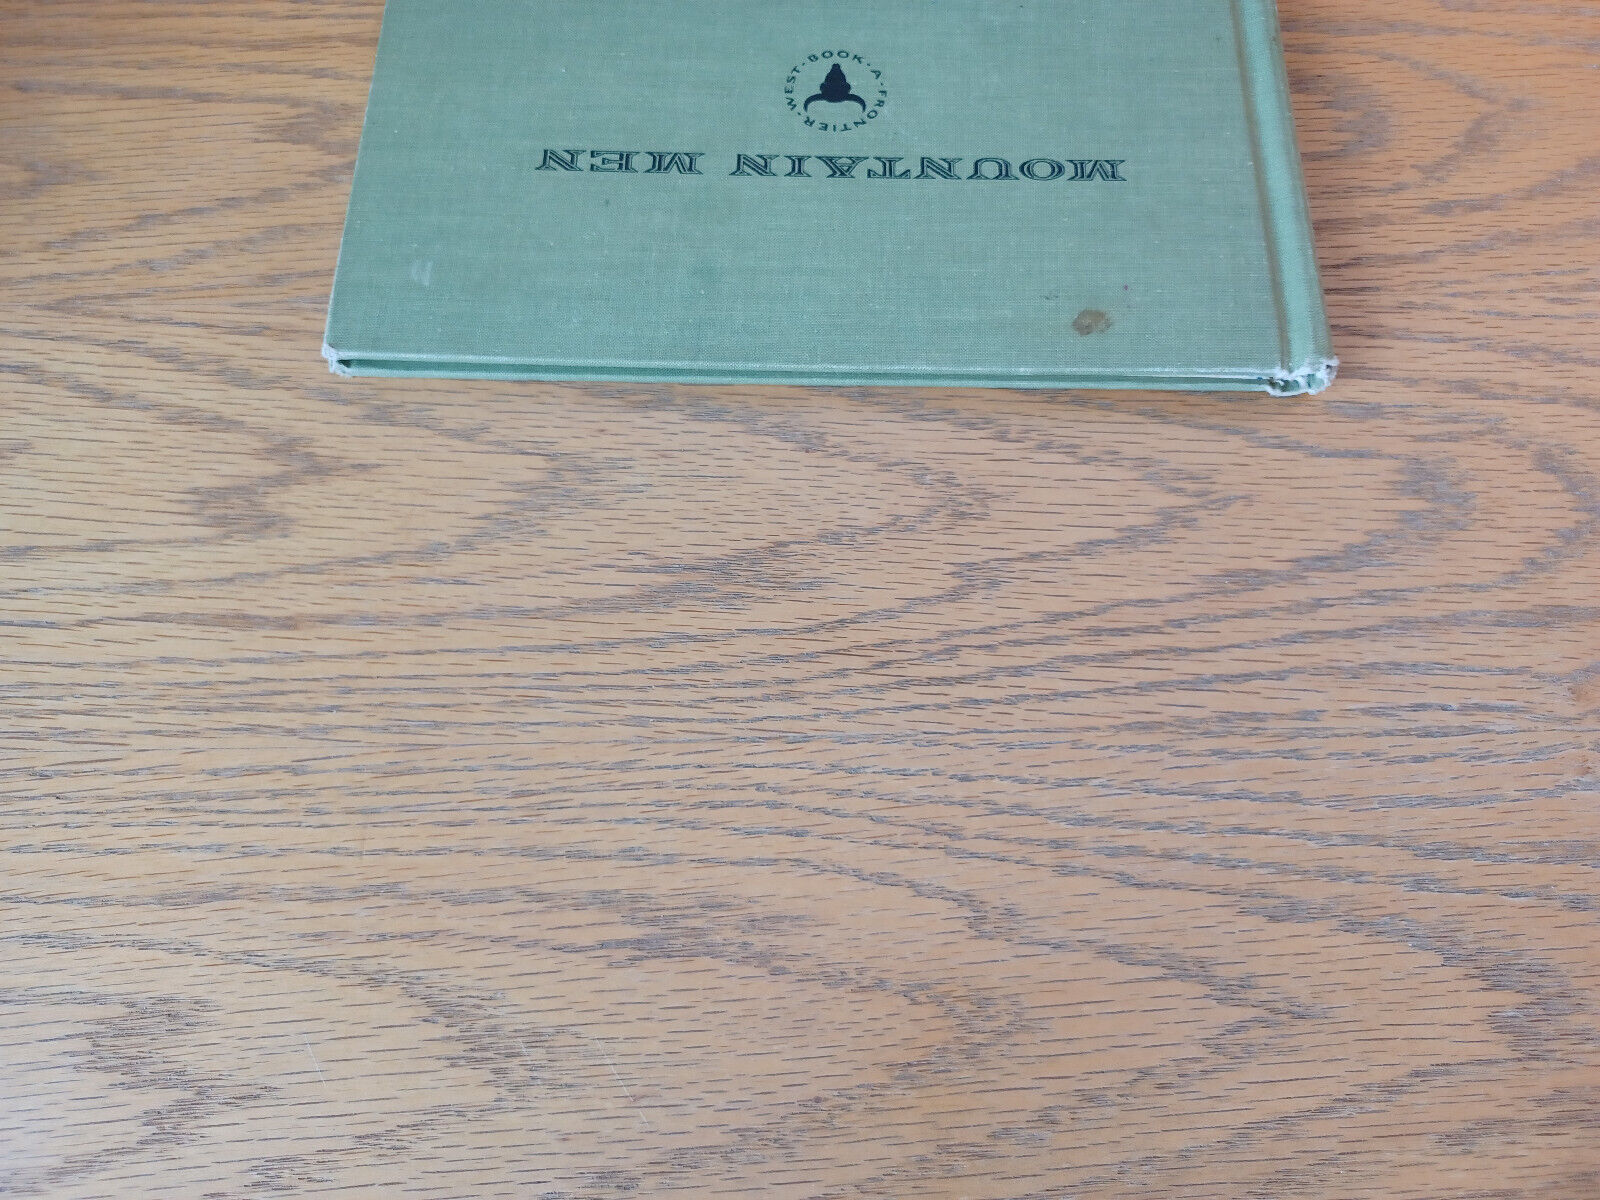 MOUNTAIN MEN
A · FRONTIER · WEST · BOOK ·